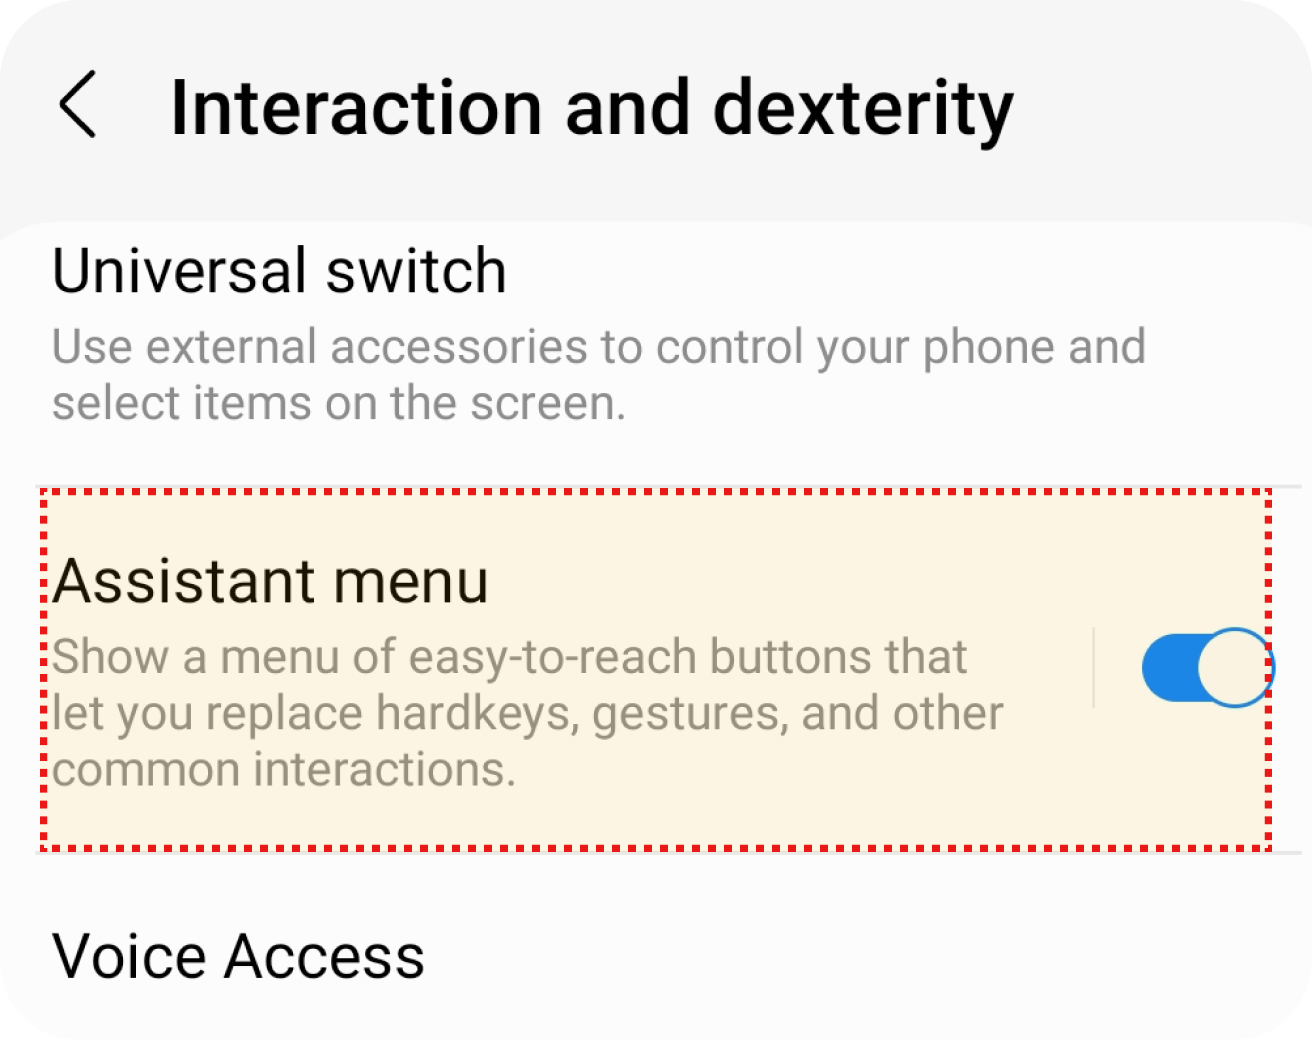 Interaction and dexterity
Universal switch
Use external accessories to control your phone and
select items on the screen.
Assistant menu
Show a menu of easy-to-reach buttons that
let you replace hardkeys, gestures, and other
common interactions.
Voice Access